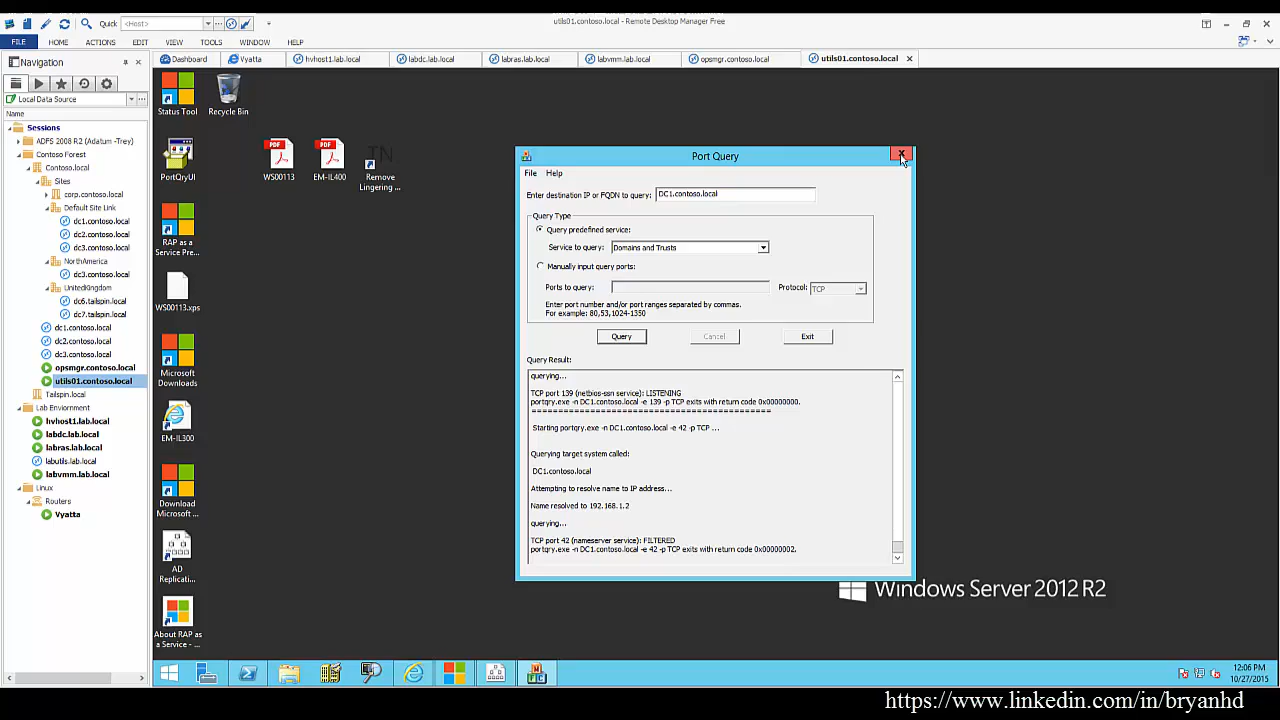 utils01.contoso.local - Remote Desktop Manager Free
Quick <Host>
FILE HOME ACTIONS EDIT VIEW TOOLS WINDOW HELP
Navigation
Dashboard Vyatta hvhost1.lab.local labdc.lab.local labras.lab.local labvmm.lab.local opsmgr.contoso.local utils01.contoso.local
Local Data Source
Name
Sessions
ADFS 2008 R2 (Adatum -Trey)
Contoso Forest
Contoso.local
Sites
corp.contoso.local
Default Site Link
dc1.contoso.local
dc2.contoso.local
dc3.contoso.local
NorthAmerica
dc3.contoso.local
UnitedKingdom
dc6.tailspin.local
dc7.tailspin.local
dc1.contoso.local
dc2.contoso.local
dc3.contoso.local
opsmgr.contoso.local
utils01.contoso.local
Tailspin.local
Lab Enviornment
hvhost1.lab.local
labdc.lab.local
labras.lab.local
labutils.lab.local
labvmm.lab.local
Linux
Routers
Vyatta
Status Tool
Recycle Bin
PortQryUI
WS00113
EM-IL400
Remove
Lingering ...
RAP as a
Service Pre...
WS00113.xps
Microsoft
Downloads
EM-IL300
Download
Microsoft ...
AD
Replicati...
About RAP as
a Service - ...
Port Query
File Help
Enter destination IP or FQDN to query: DC1.contoso.local
Query Type
Query predefined service:
Service to query: Domains and Trusts
Manually input query ports:
Ports to query: Protocol: TCP
Enter port number and/or port ranges separated by commas.
For example: 80,53,1024-1350
Query Cancel Exit
Query Result:
querying...
TCP port 139 (netbios-ssn service): LISTENING
portqry.exe -n DC1.contoso.local -e 139 -p TCP exits with return code 0x00000000.
=============================================
Starting portqry.exe -n DC1.contoso.local -e 42 -p TCP ...
Querying target system called:
DC1.contoso.local
Attempting to resolve name to IP address...
Name resolved to 192.168.1.2
querying...
TCP port 42 (nameserver service): FILTERED
portqry.exe -n DC1.contoso.local -e 42 -p TCP exits with return code 0x00000002.
Windows Server 2012 R2
12:06 PM
10/27/2015
https://www.linkedin.com/in/bryanhd